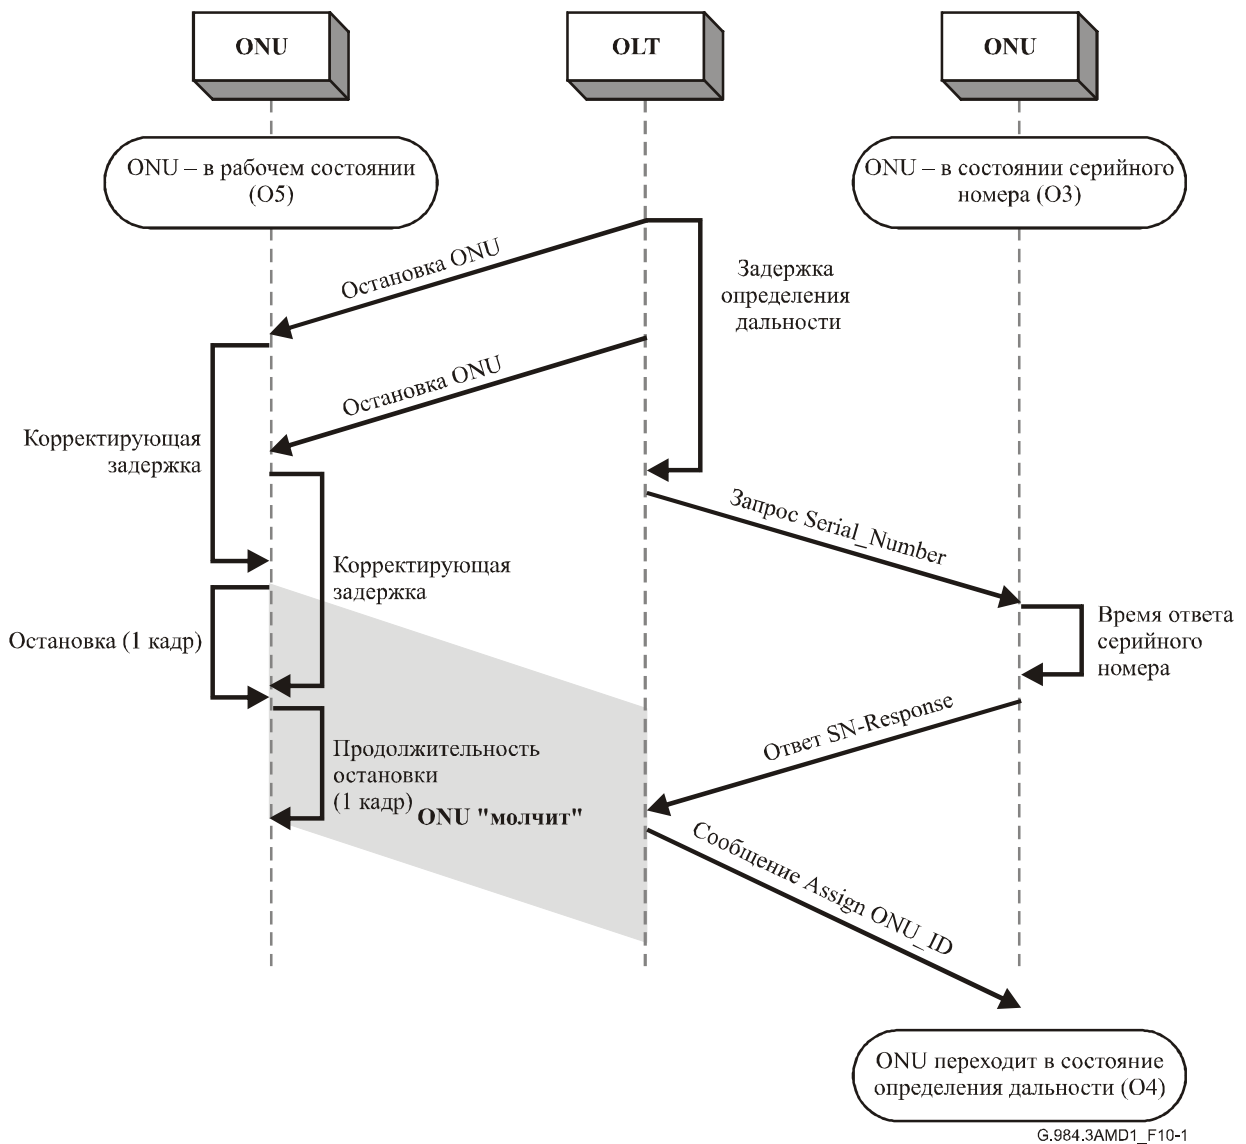 ONU
OLT
ONU
ONU – в рабочем состоянии
(O5)
ONU – в состоянии серийного
номера (O3)
Остановка ONU
Задержка
определения
дальности
Остановка ONU
Корректирующая
задержка
Запрос Serial_Number
Корректирующая
задержка
Остановка (1 кадр)
Время ответа
серийного
номера
Ответ SN-Response
Продолжительность
остановки
(1 кадр)
ONU "молчит"
Сообщение Assign ONU_ID
ONU переходит в состояние
определения дальности (O4)
G.984.3AMD1_F10-1